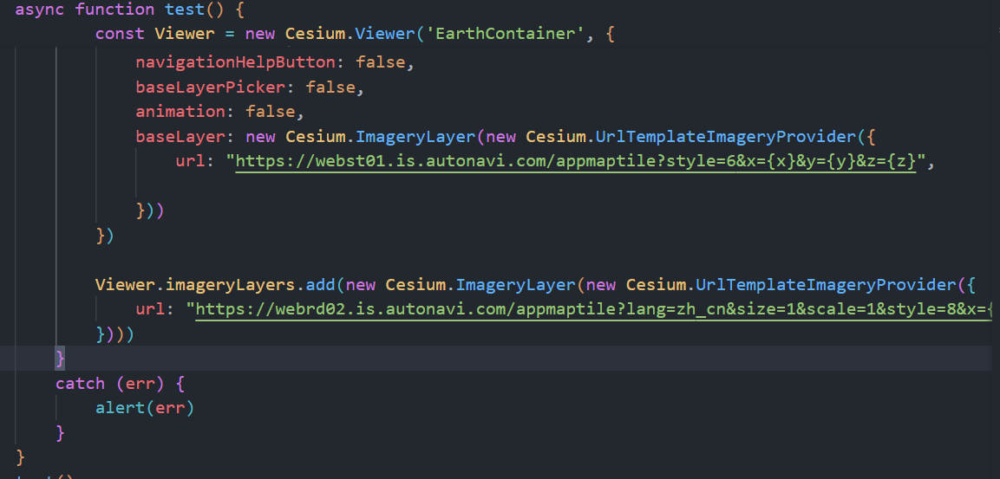 async function test() {
const Viewer = new Cesium.Viewer('EarthContainer', {
navigationHelpButton: false,
baseLayerPicker: false,
animation: false,
baseLayer: new Cesium.ImageryLayer(new Cesium.UrlTemplateImageryProvider({
url: "https://webst01.is.autonavi.com/appmaptile?style=6&x={x}&y={y}&z={z}",
}))
})
Viewer.imageryLayers.add(new Cesium.ImageryLayer(new Cesium.UrlTemplateImageryProvider({
url: "https://webrd02.is.autonavi.com/appmaptile?lang=zh_cn&size=1&scale=1&style=8&x={
})))
}
catch (err) {
alert(err)
}
}